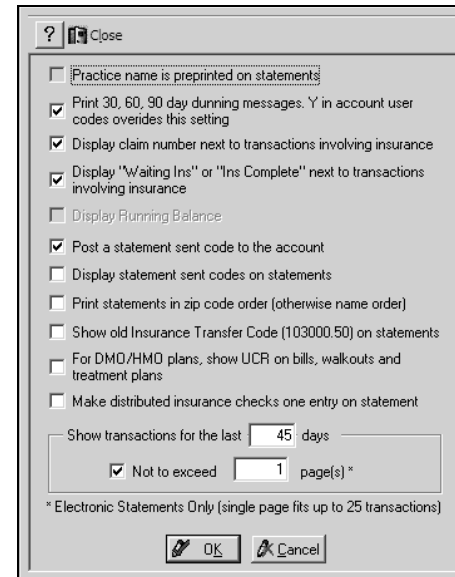 ? Close
Practice name is preprinted on statements
Print 30, 60, 90 day dunning messages. Y in account user
codes overides this setting
Display claim number next to transactions involving insurance
Display "Waiting Ins" or "Ins Complete" next to transactions
involving insurance
Display Running Balance
Post a statement sent code to the account
Display statement sent codes on statements
Print statements in zip code order (otherwise name order)
Show old Insurance Transfer Code (103000.50) on statements
For DMO/HMO plans, show UCR on bills, walkouts and
treatment plans
Make distributed insurance checks one entry on statement
Show transactions for the last 45 days
Not to exceed 1 page(s) *
* Electronic Statements Only (single page fits up to 25 transactions)
OK Cancel